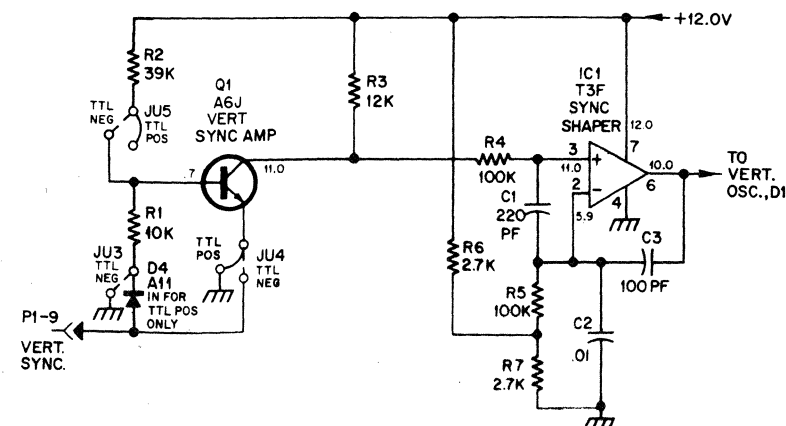 +12.0V
R2
39K
Q1
A6J
VERT
SYNC AMP
R3
12K
IC1
T3F
SYNC
SHAPER
TTL
NEG
JU5
TTL
POS
12.0
7
R4
100K
3
+
11.0
2
-
5.9
10.0
6
4
TO
VERT.
OSC.,D1
.7
11.0
C1
220
PF
R1
10K
TTL
POS
JU4
TTL
NEG
R6
2.7K
C3
100 PF
JU3
TTL
NEG
D4
A11
IN FOR
TTL POS
ONLY
R5
100K
C2
.01
P1-9
VERT.
SYNC.
R7
2.7K